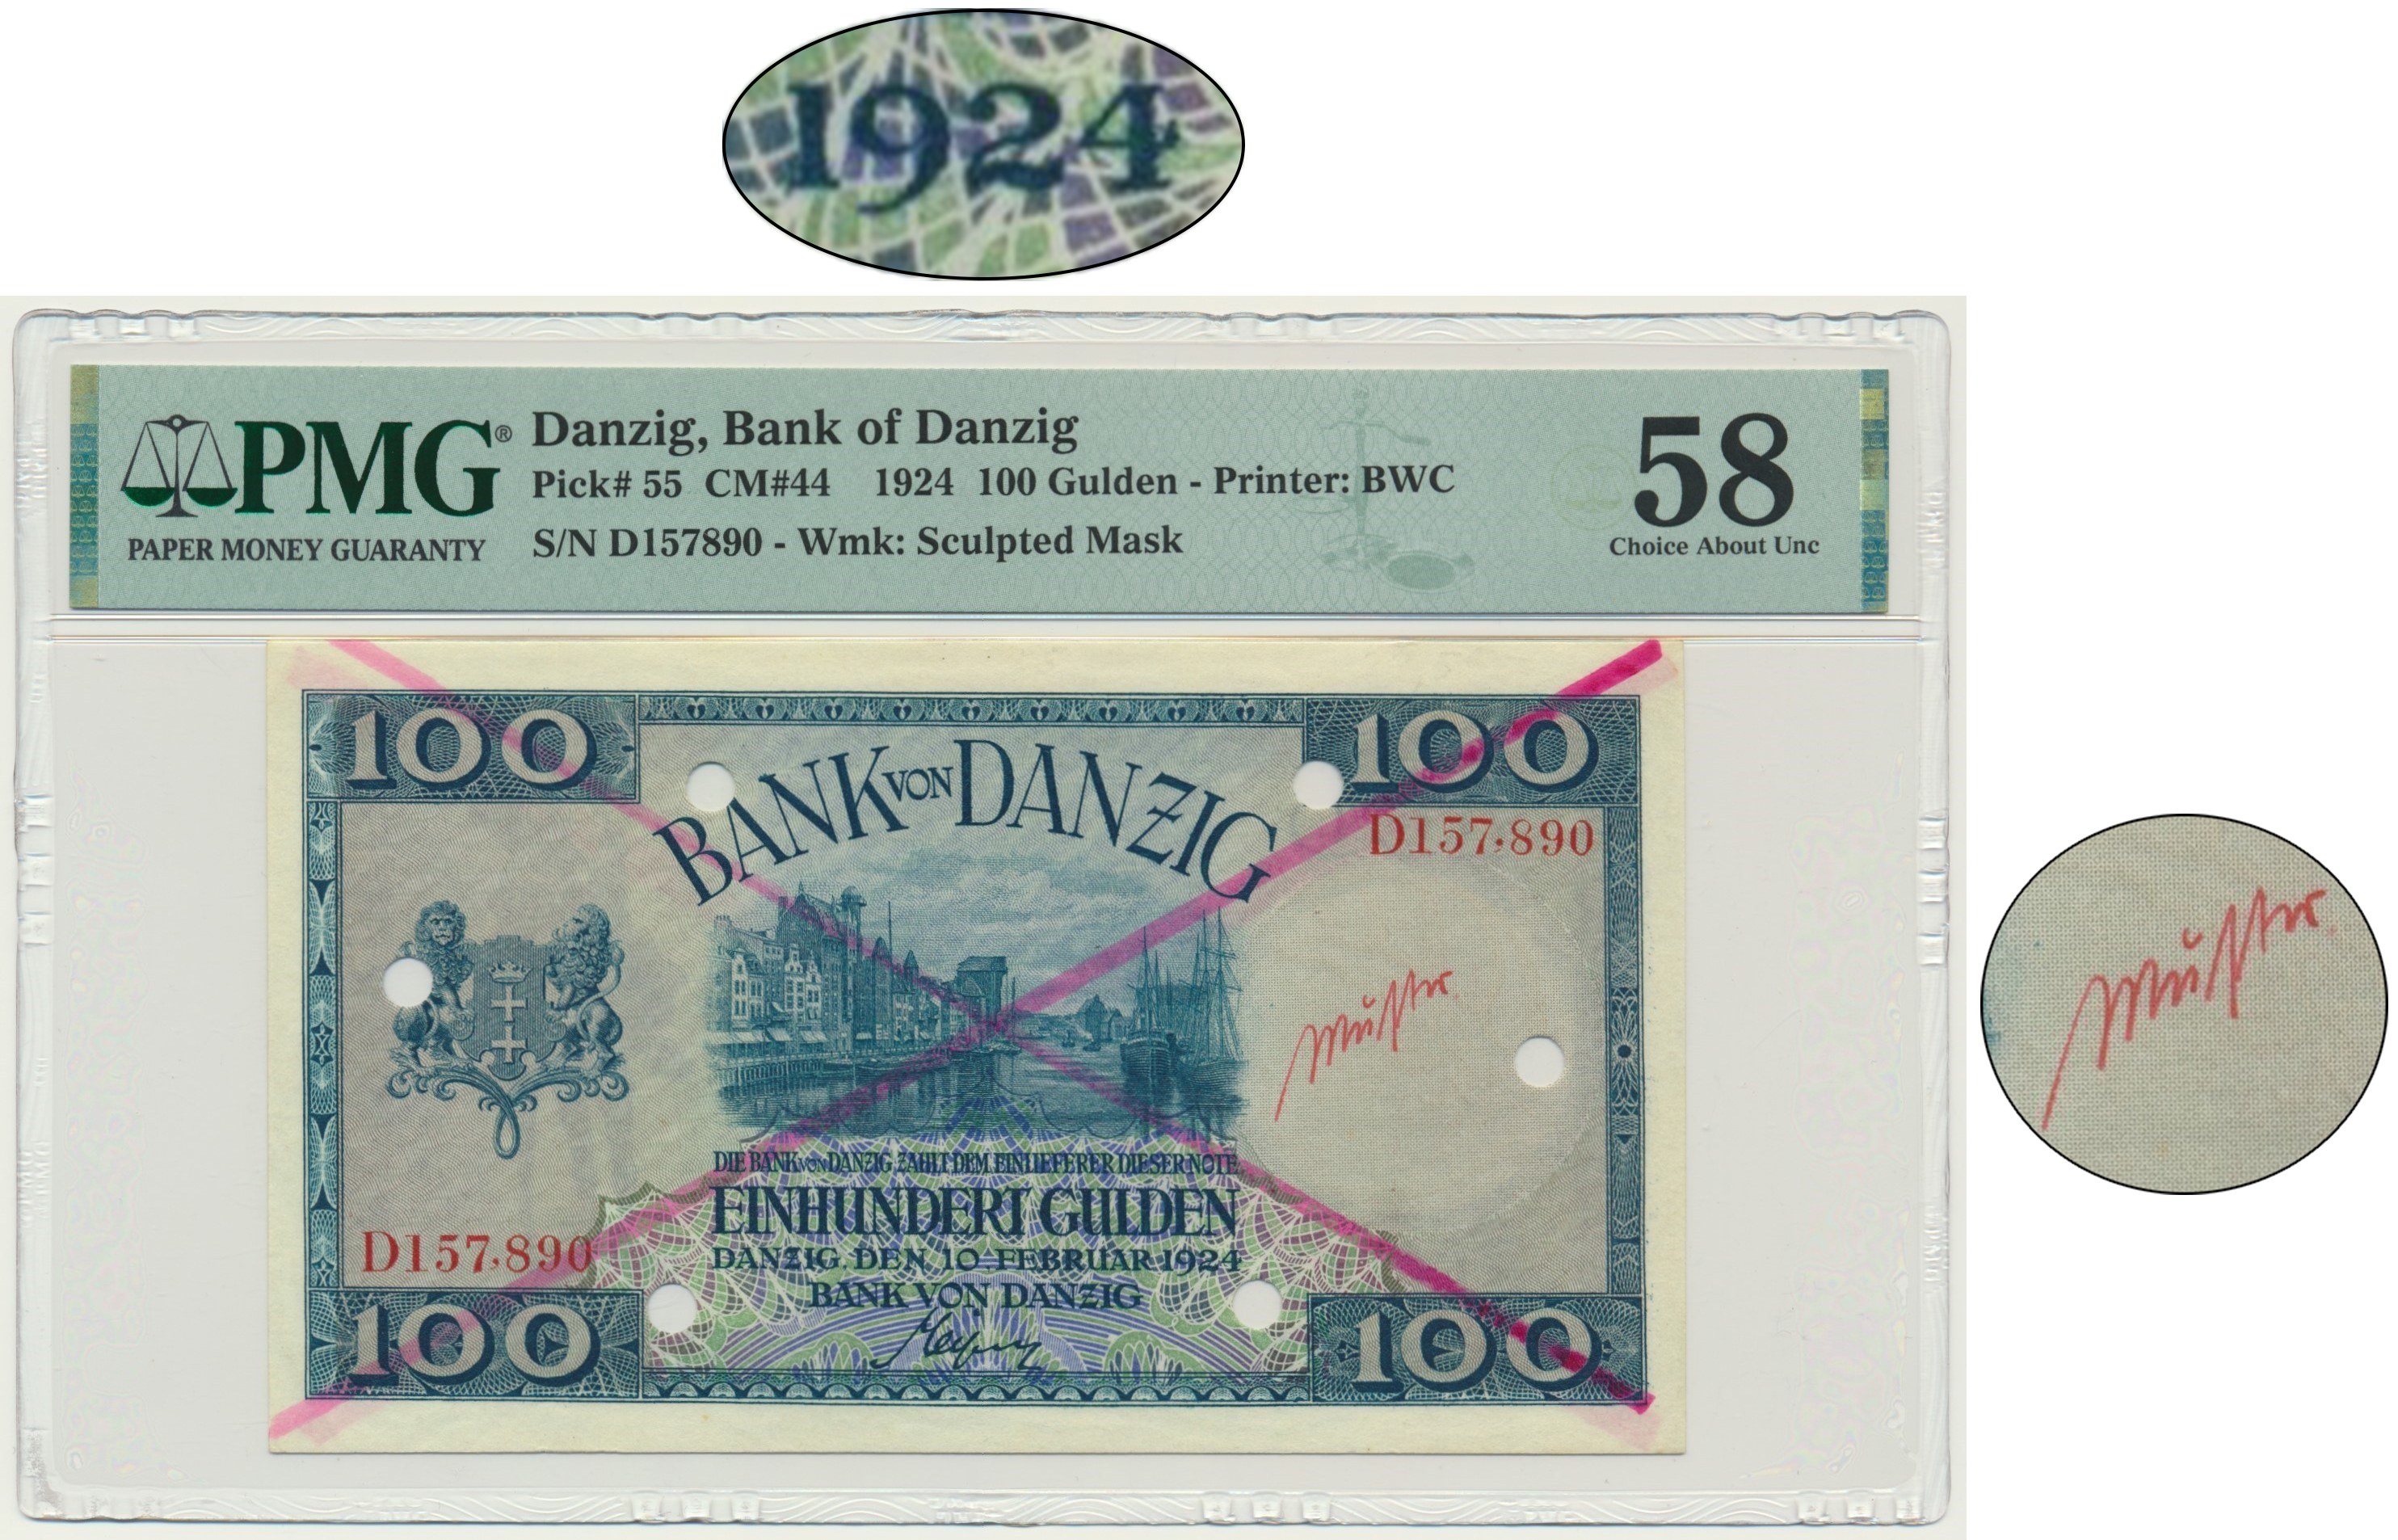 1924
PMG®
PAPER MONEY GUARANTY
Danzig, Bank of Danzig
Pick# 55 CM#44 1924 100 Gulden - Printer: BWC
S/N D157890 - Wmk: Sculpted Mask
58
Choice About Unc
100
100
BANK VON DANZIG
D157,890
Muster
Muster
DIE BANK VON DANZIG ZAHLT DEM EINLIEFERER DIESER NOTE
EINHUNDERT GULDEN
DANZIG, DEN 10. FEBRUAR 1924
BANK VON DANZIG
D157,890
100
100